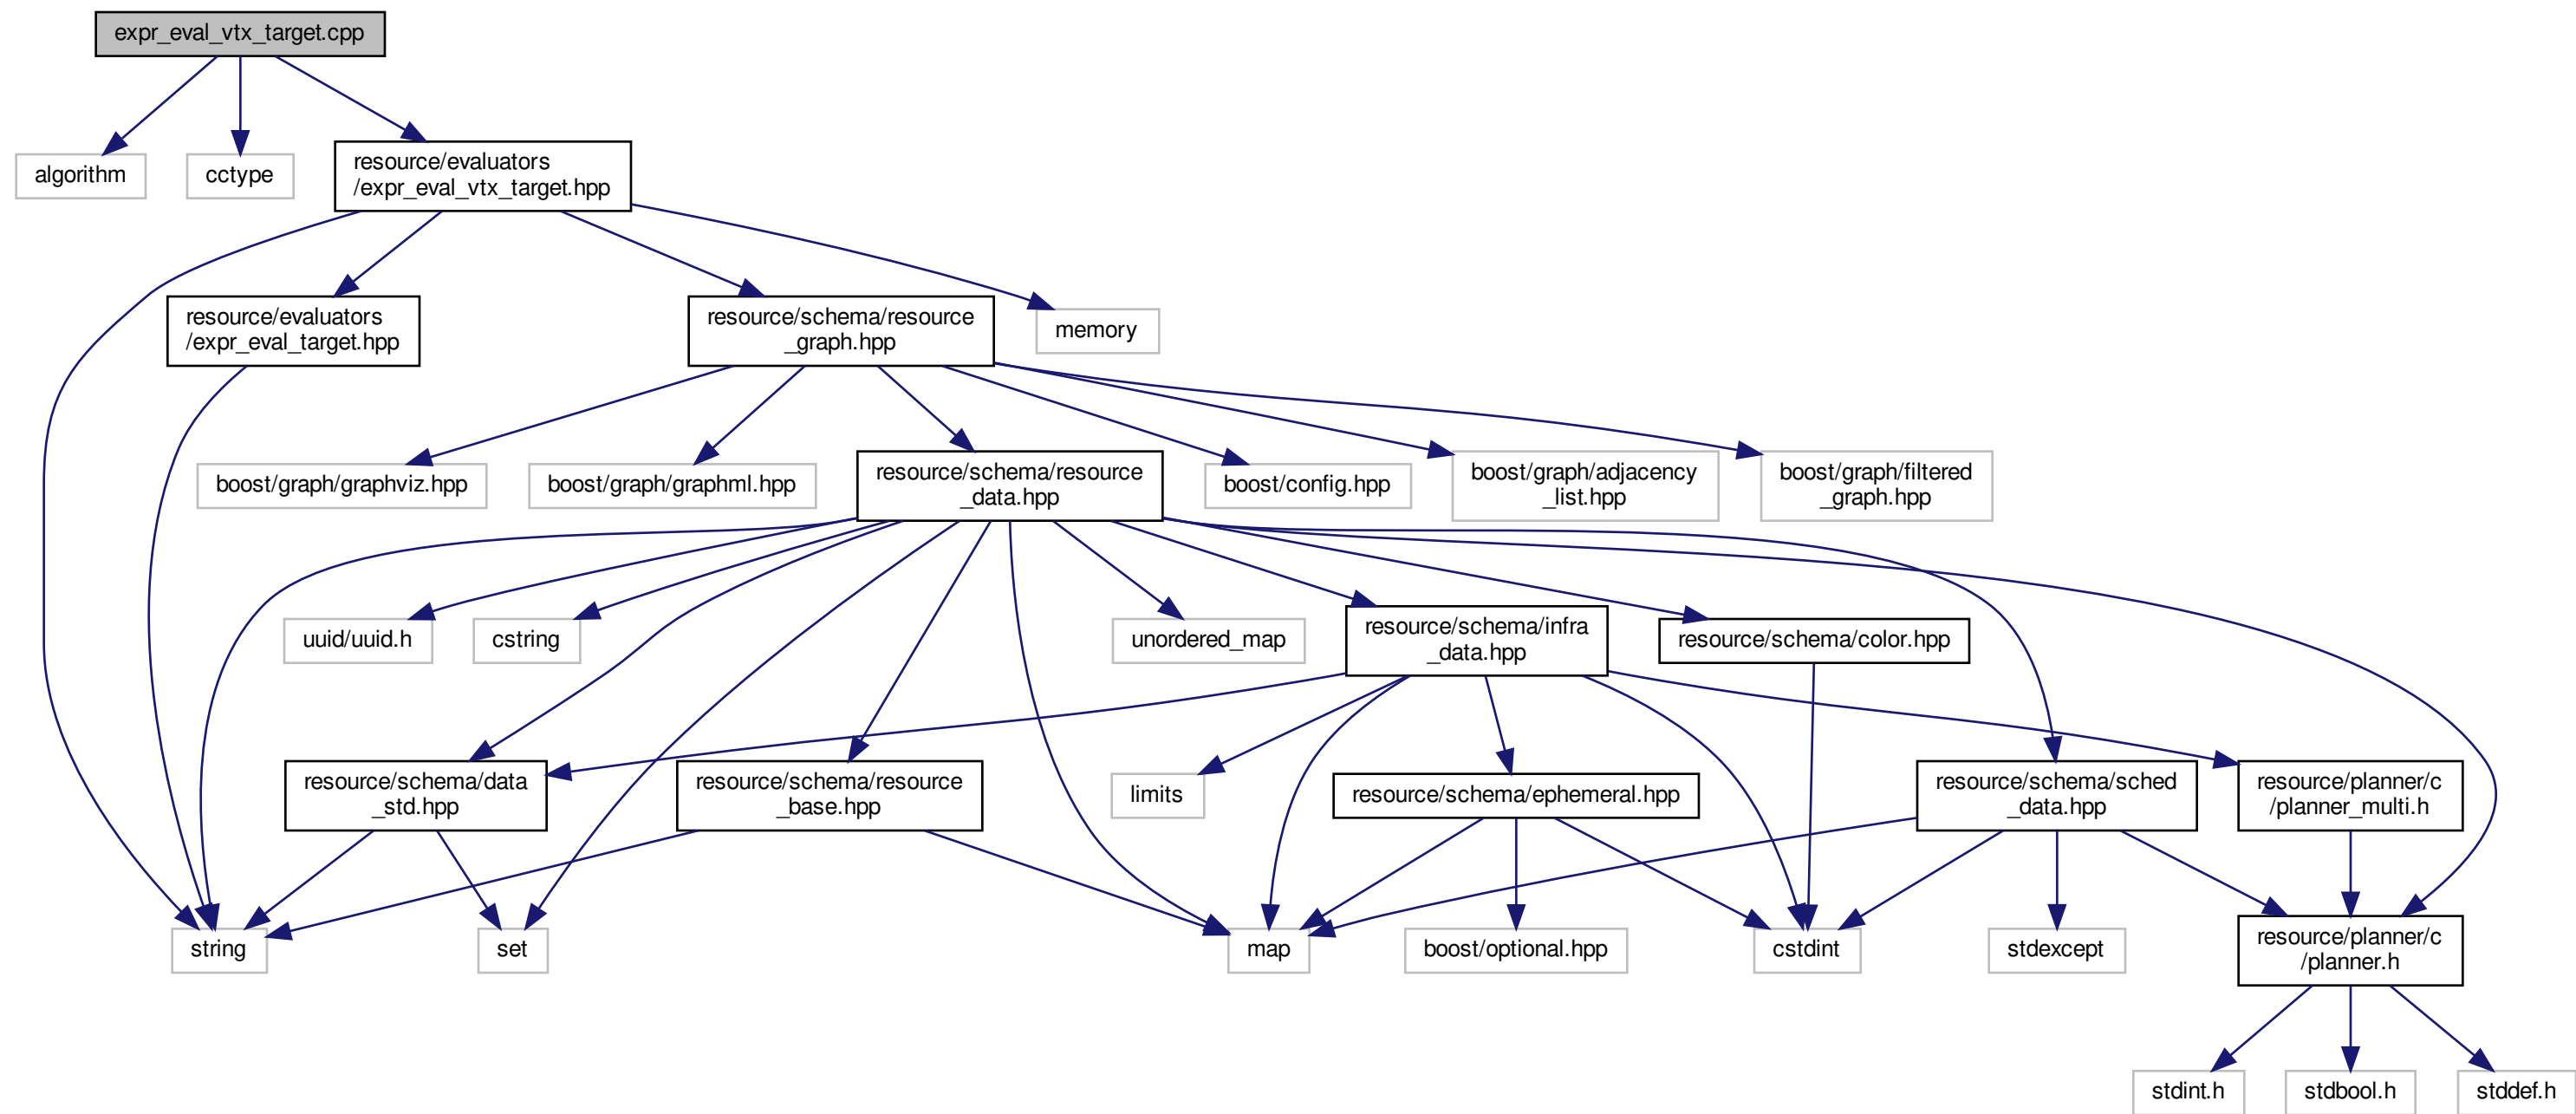 expr_eval_vtx_target.cpp
algorithm
cctype
resource/evaluators
/expr_eval_vtx_target.hpp
resource/evaluators
/expr_eval_target.hpp
resource/schema/resource
_graph.hpp
memory
boost/graph/graphviz.hpp
boost/graph/graphml.hpp
resource/schema/resource
_data.hpp
boost/config.hpp
boost/graph/adjacency
_list.hpp
boost/graph/filtered
_graph.hpp
uuid/uuid.h
cstring
unordered_map
resource/schema/infra
_data.hpp
resource/schema/color.hpp
resource/schema/data
_std.hpp
resource/schema/resource
_base.hpp
limits
resource/schema/ephemeral.hpp
resource/schema/sched
_data.hpp
resource/planner/c
/planner_multi.h
string
set
map
boost/optional.hpp
cstdint
stdexcept
resource/planner/c
/planner.h
stdint.h
stdbool.h
stddef.h